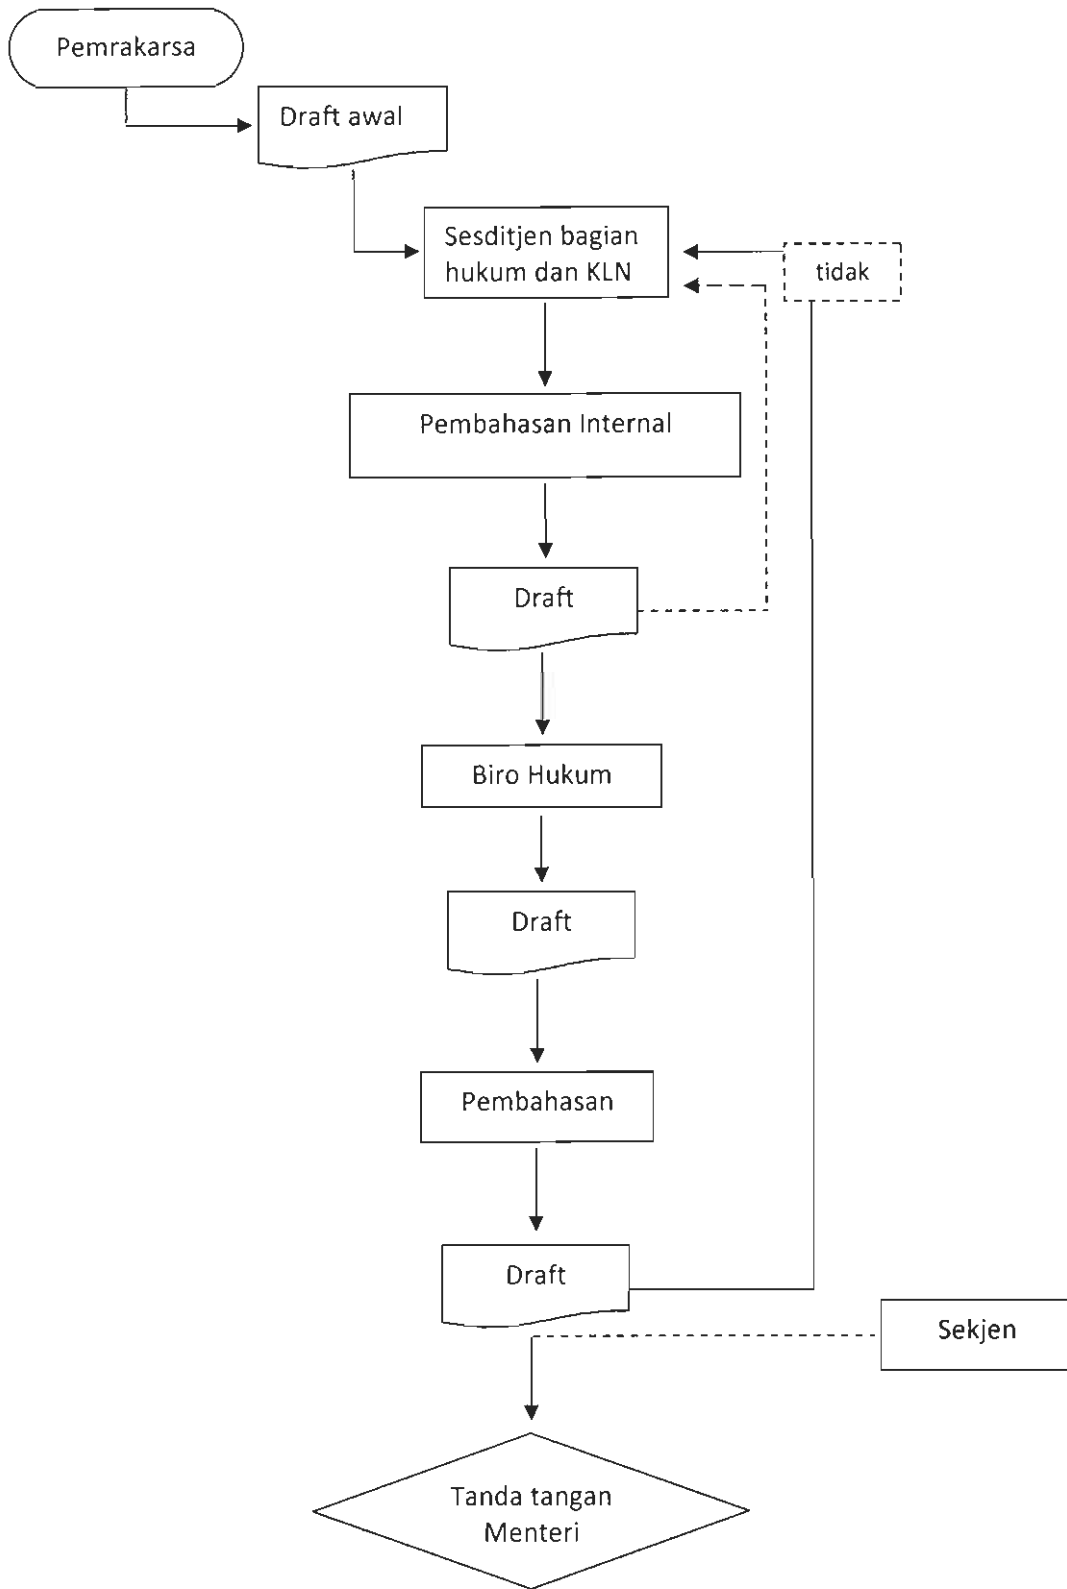 Pemrakarsa
Draft awal
Sesditjen bagian
hukum dan KLN
tidak
Pembahasan Internal
Draft
Biro Hukum
Draft
Pembahasan
Draft
Sekjen
Tanda tangan
Menteri